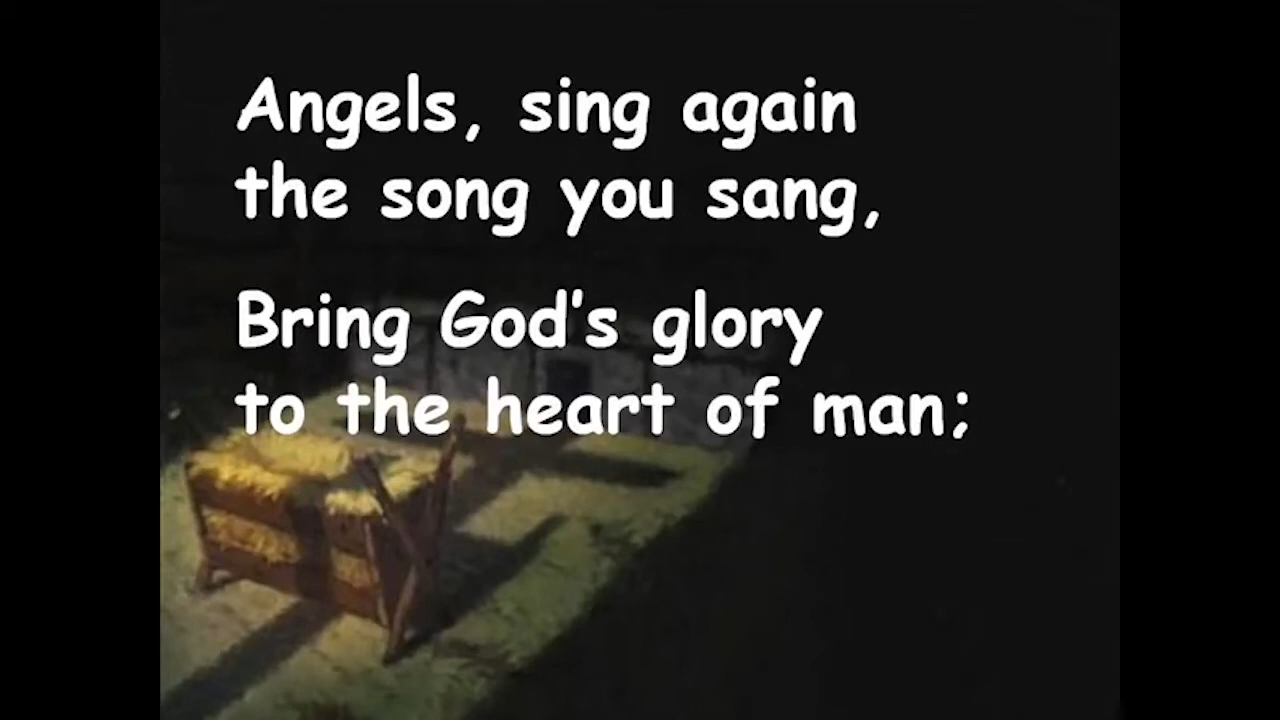 Angels, sing again
the song you sang,
Bring God's glory
to the heart of man;